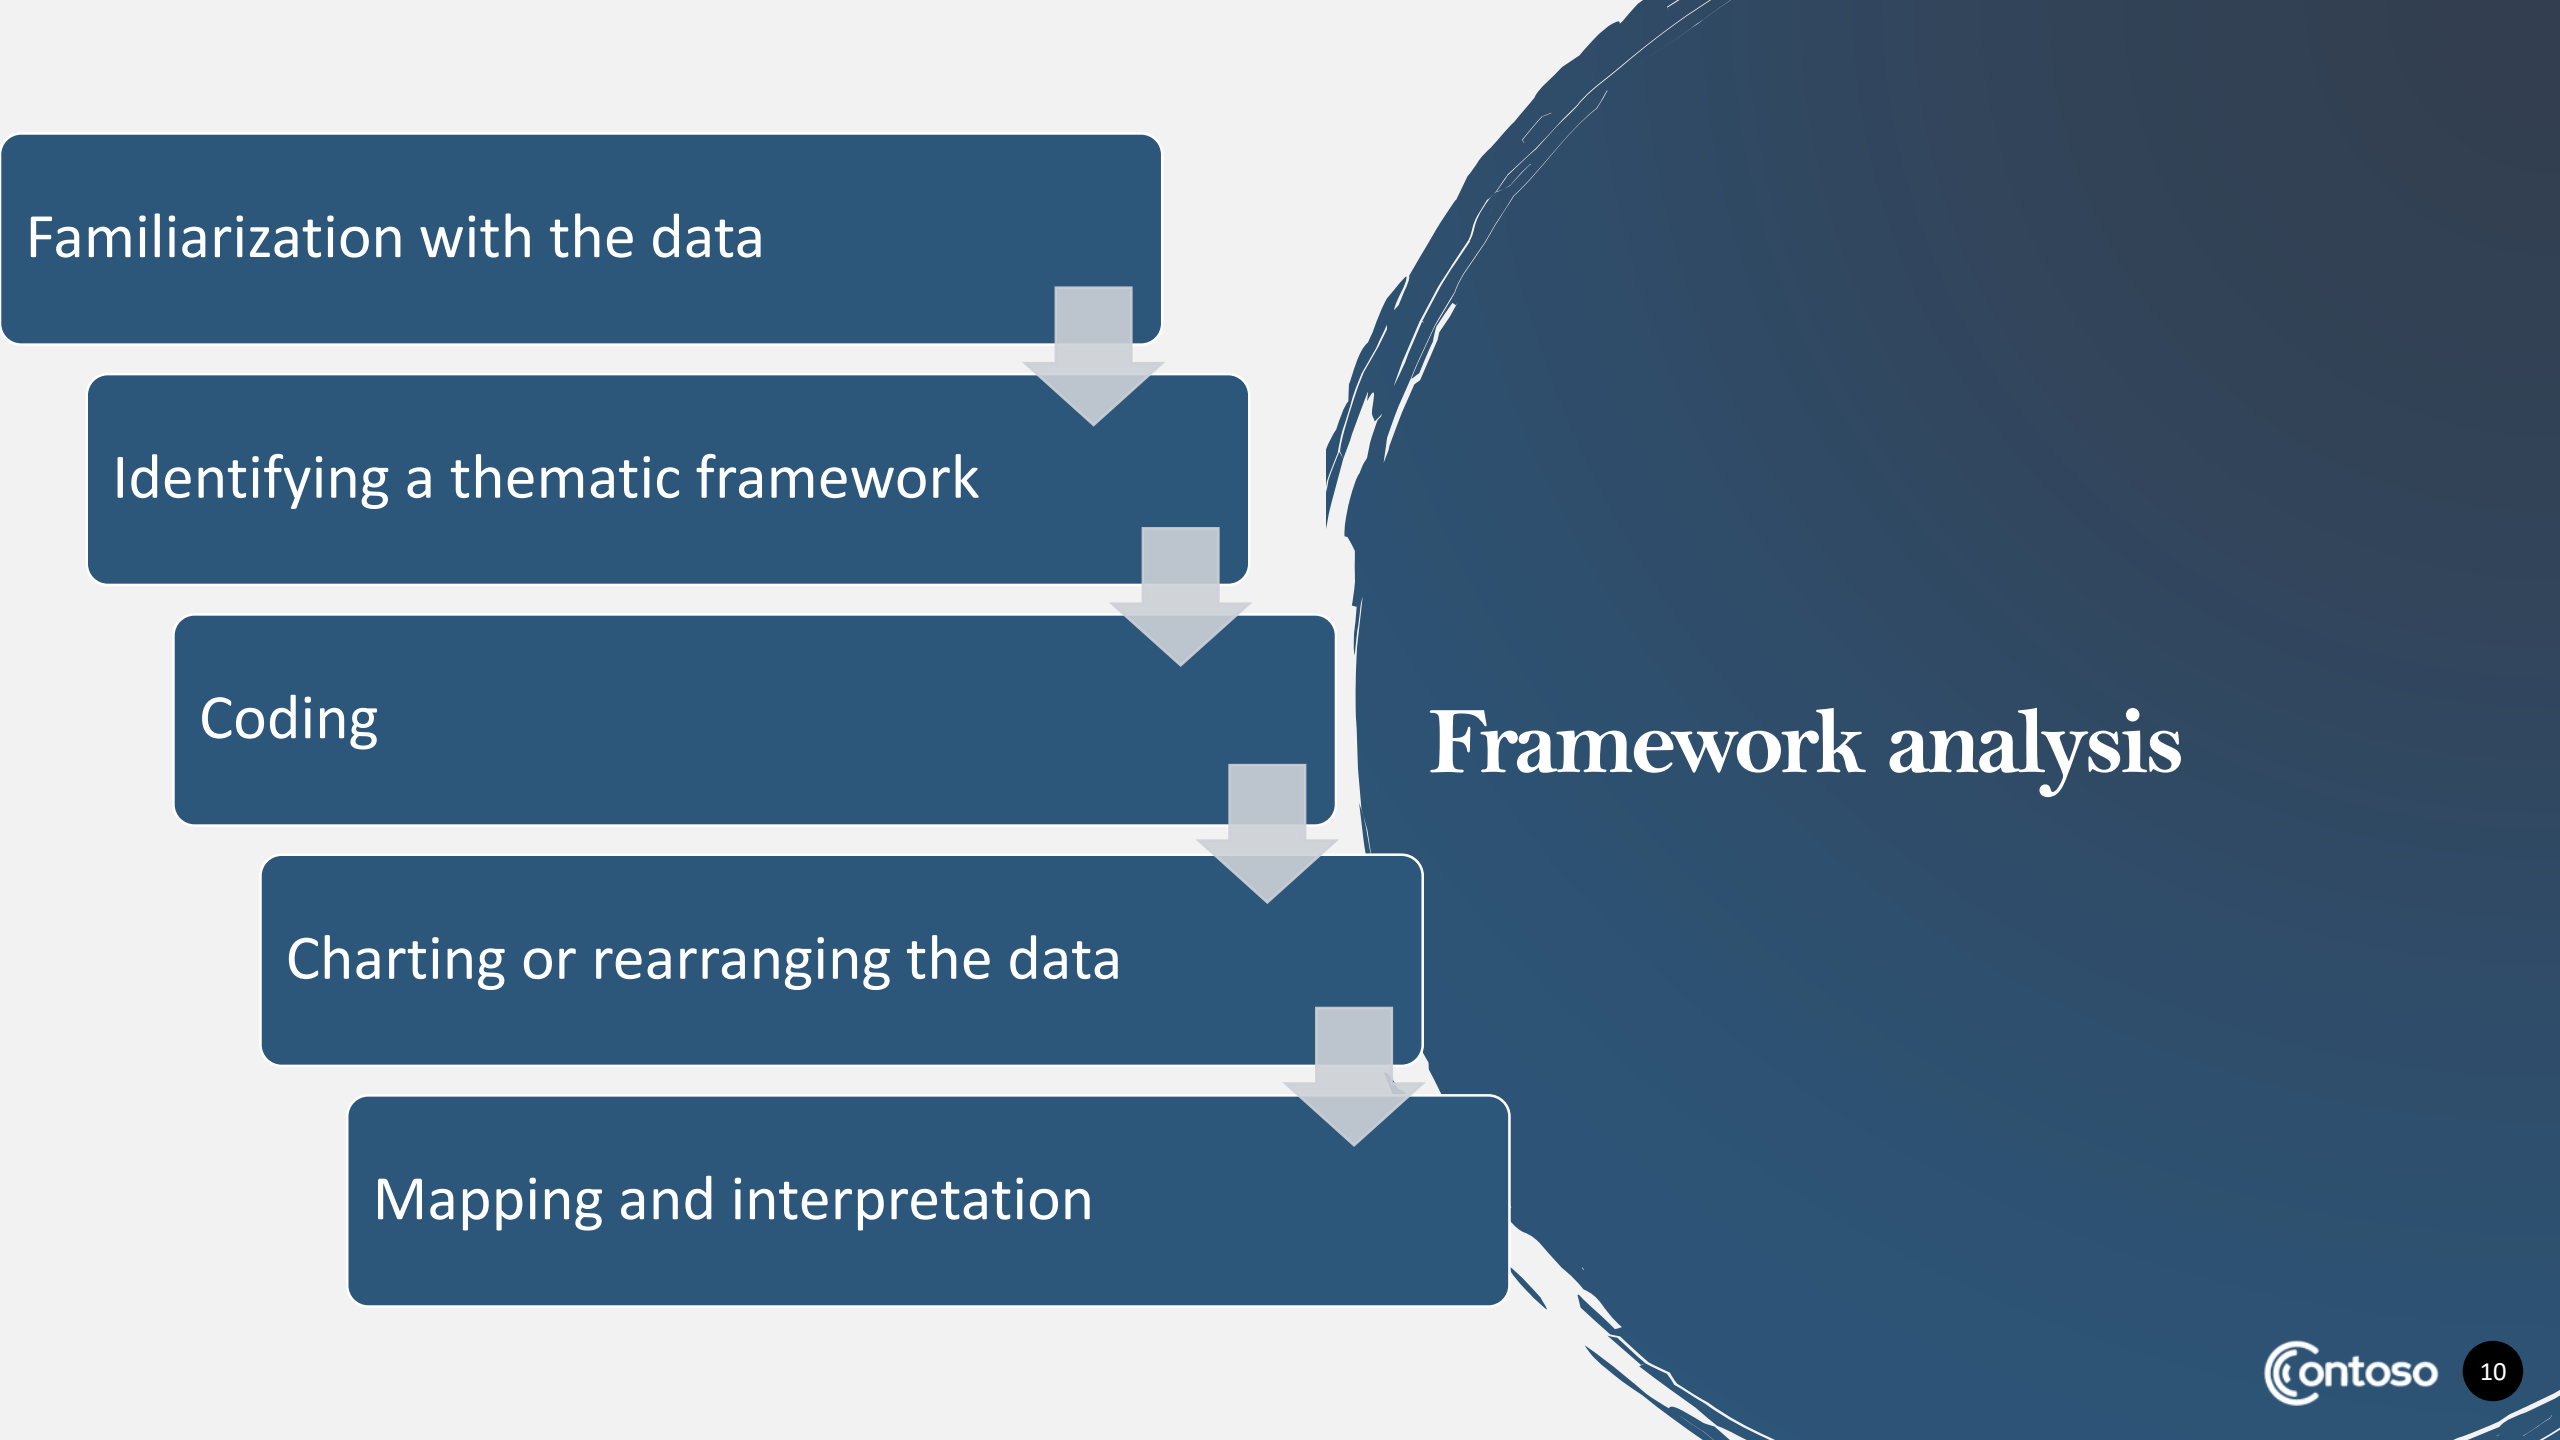 Familiarization with the data
Identifying a thematic framework
Coding
Charting or rearranging the data
Mapping and interpretation
Framework analysis
Contoso
10